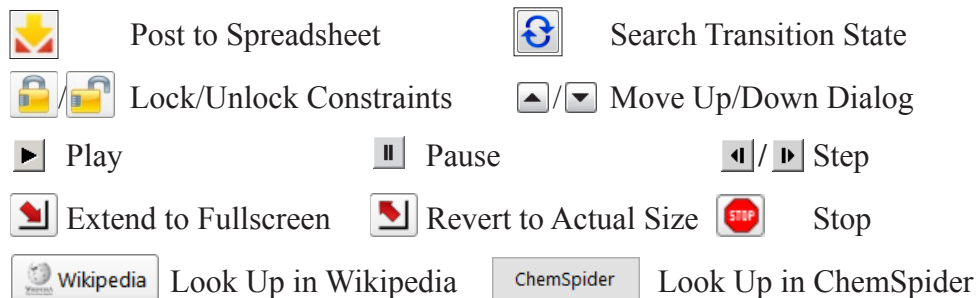 Post to Spreadsheet Search Transition State
/ Lock/Unlock Constraints / Move Up/Down Dialog
Play Pause / Step
Extend to Fullscreen Revert to Actual Size STOP Stop
Wikipedia Look Up in Wikipedia ChemSpider Look Up in ChemSpider